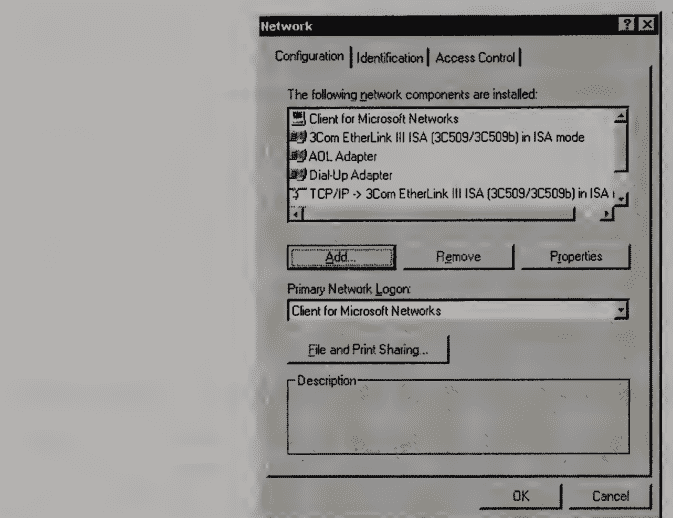 Network
Configuration Identification Access Control
The following network components are installed:
Client for Microsoft Networks
3Com EtherLink III ISA (3C509/3C509b) in ISA mode
AOL Adapter
Dial-Up Adapter
TCP/IP -> 3Com EtherLink III ISA (3C509/3C509b) in ISA
Add... Remove Properties
Primary Network Logon:
Client for Microsoft Networks
File and Print Sharing...
Description
OK Cancel